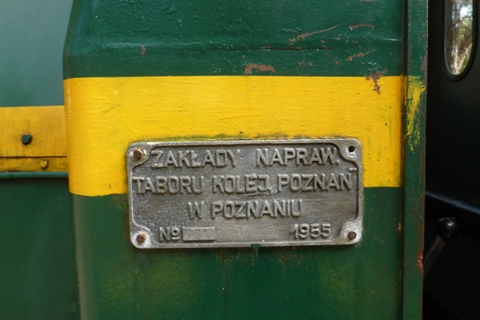 ZAKŁADY NAPRAW.
TABORU KOLEJ. POZNAŃ
W POZNANIU
№ 1955